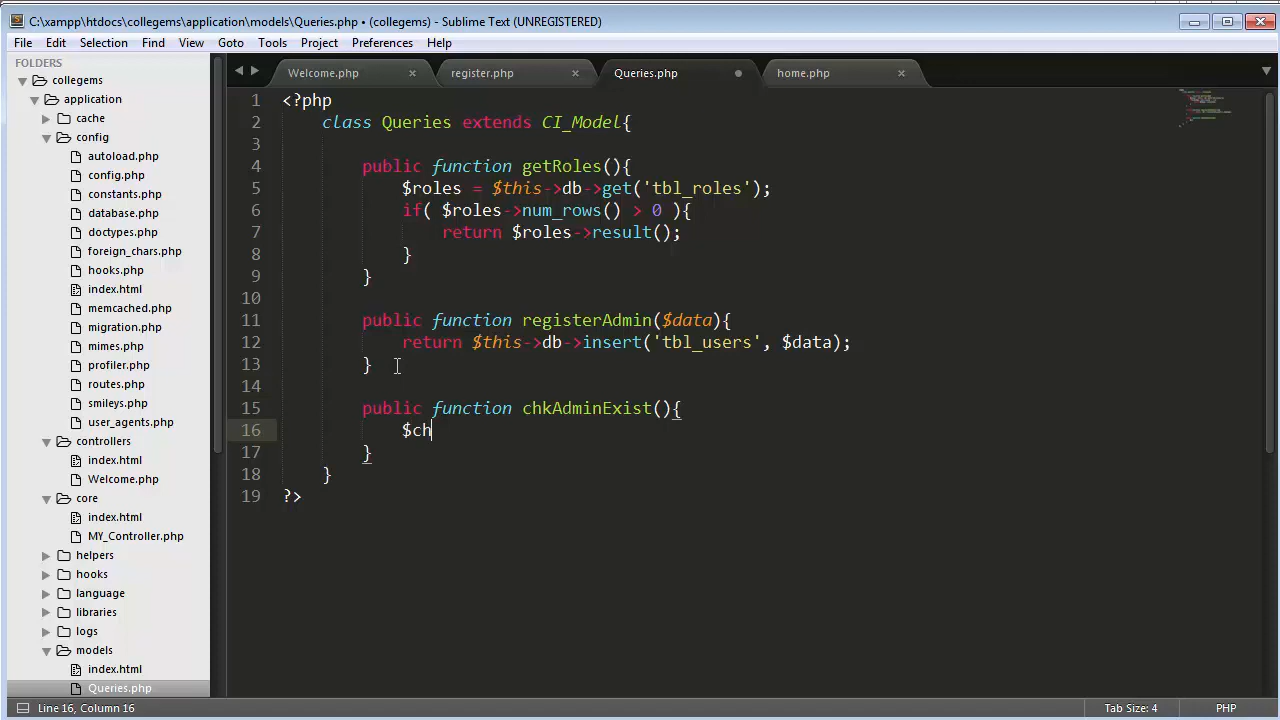 C:\xampp\htdocs\collegems\application\models\Queries.php • (collegems) - Sublime Text (UNREGISTERED)
File Edit Selection Find View Goto Tools Project Preferences Help
FOLDERS
collegems
application
cache
config
autoload.php
config.php
constants.php
database.php
doctypes.php
foreign_chars.php
hooks.php
index.html
memcached.php
migration.php
mimes.php
profiler.php
routes.php
smileys.php
user_agents.php
controllers
index.html
Welcome.php
core
index.html
MY_Controller.php
helpers
hooks
language
libraries
logs
models
index.html
Queries.php
Welcome.php register.php Queries.php home.php
1 <?php
2 class Queries extends CI_Model{
3
4 public function getRoles(){
5 $roles = $this->db->get('tbl_roles');
6 if( $roles->num_rows() > 0 ){
7 return $roles->result();
8 }
9 }
10
11 public function registerAdmin($data){
12 return $this->db->insert('tbl_users', $data);
13 }
14
15 public function chkAdminExist(){
16 $ch
17 }
18 }
19 ?>
Line 16, Column 16 Tab Size: 4 PHP